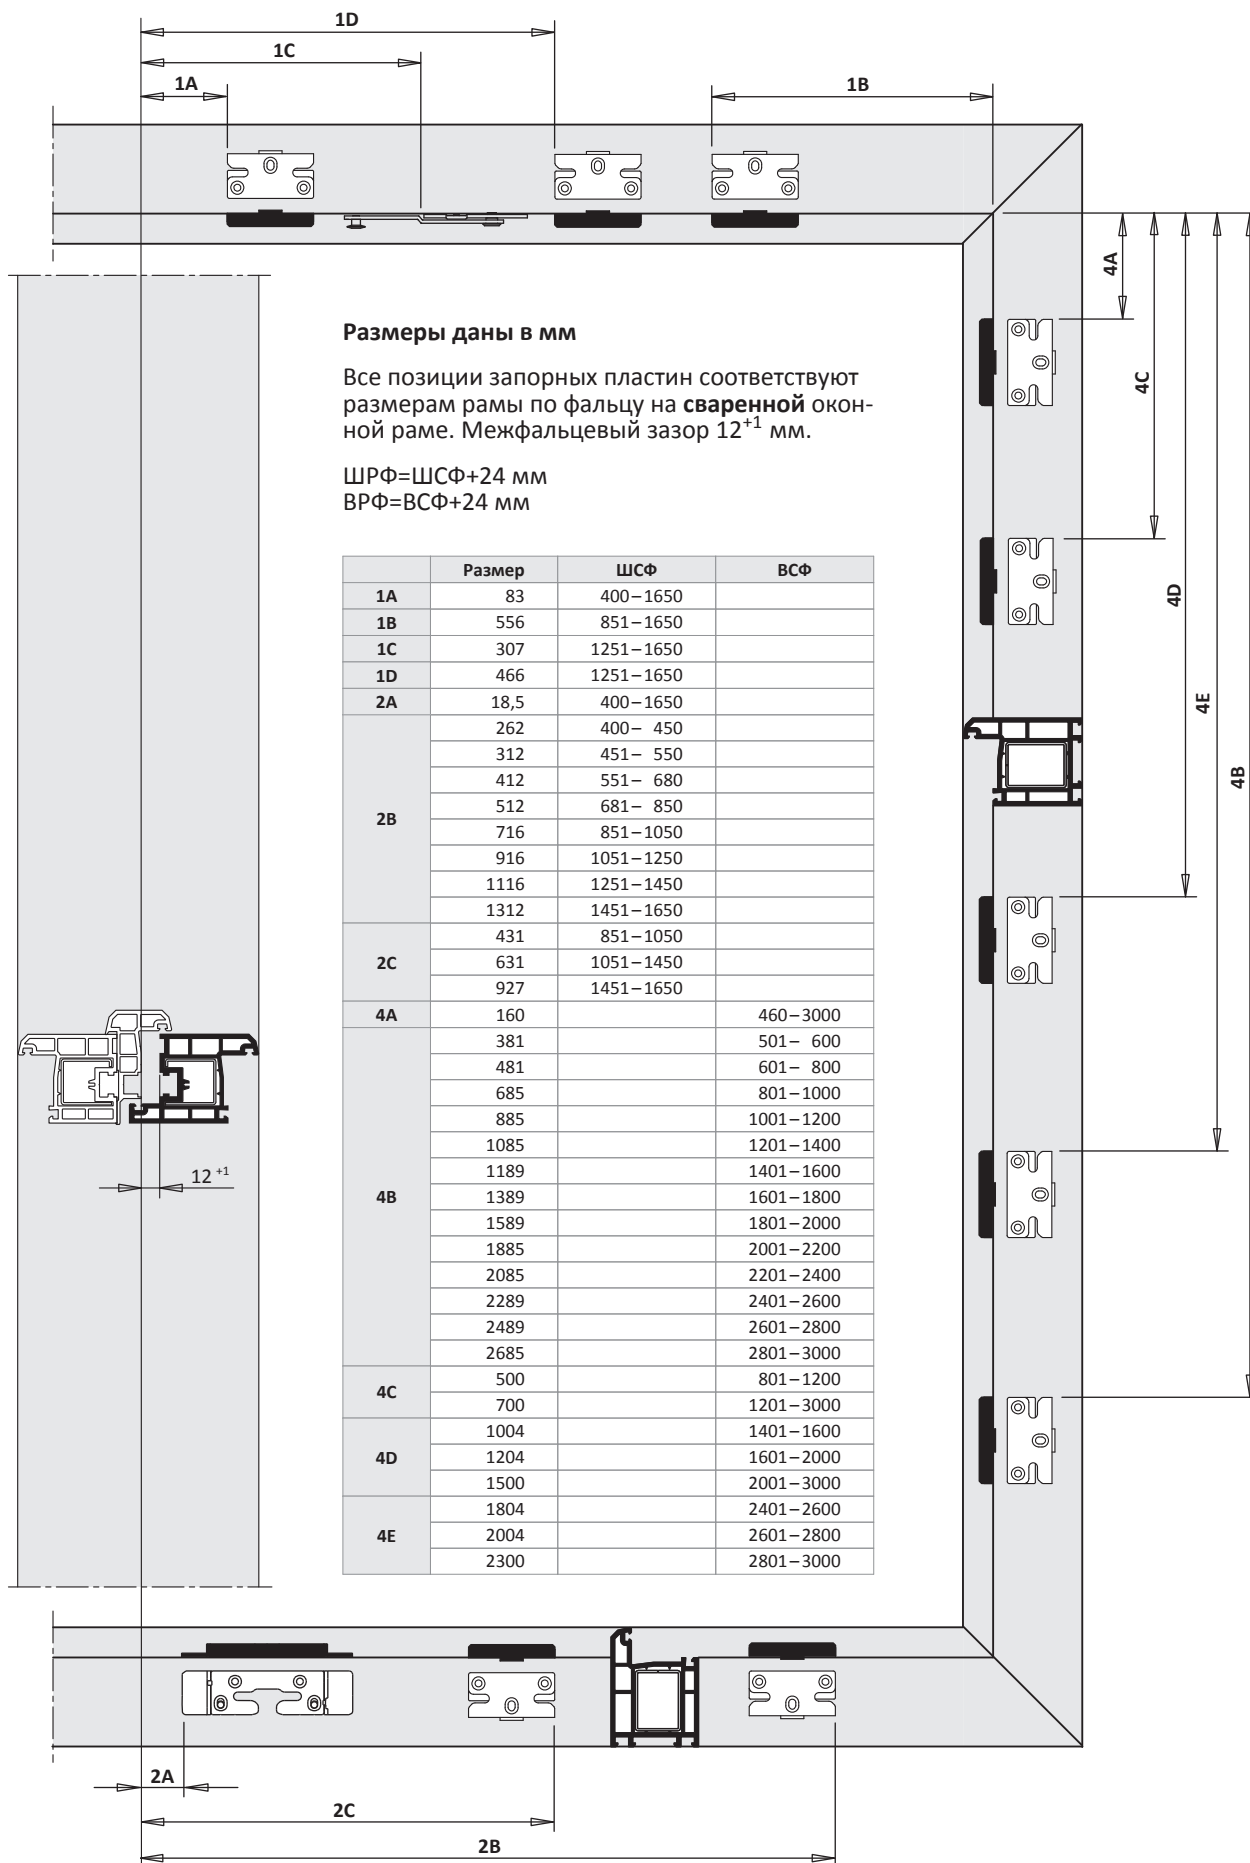 1D
1C
1A
1B
4A
4C
4D
4E
4B
Размеры даны в мм
Все позиции запорных пластин соответствуют
размерам рамы по фальцу на сваренной окон-
ной раме. Межфальцевый зазор 12+1 мм.
ШРФ=ШСФ+24 мм
ВРФ=ВСФ+24 мм
Размер ШСФ ВСФ
1A 83 400–1650
1B 556 851–1650
1C 307 1251–1650
1D 466 1251–1650
2A 18,5 400–1650
2B 262 400– 450
312 451– 550
412 551– 680
512 681– 850
716 851–1050
916 1051–1250
1116 1251–1450
1312 1451–1650
2C 431 851–1050
631 1051–1450
927 1451–1650
4A 160 460–3000
4B 381 501– 600
481 601– 800
685 801–1000
885 1001–1200
1085 1201–1400
1189 1401–1600
1389 1601–1800
1589 1801–2000
1885 2001–2200
2085 2201–2400
2289 2401–2600
2489 2601–2800
2685 2801–3000
4C 500 801–1200
700 1201–3000
4D 1004 1401–1600
1204 1601–2000
1500 2001–3000
4E 1804 2401–2600
2004 2601–2800
2300 2801–3000
12 +1
2A
2C
2B